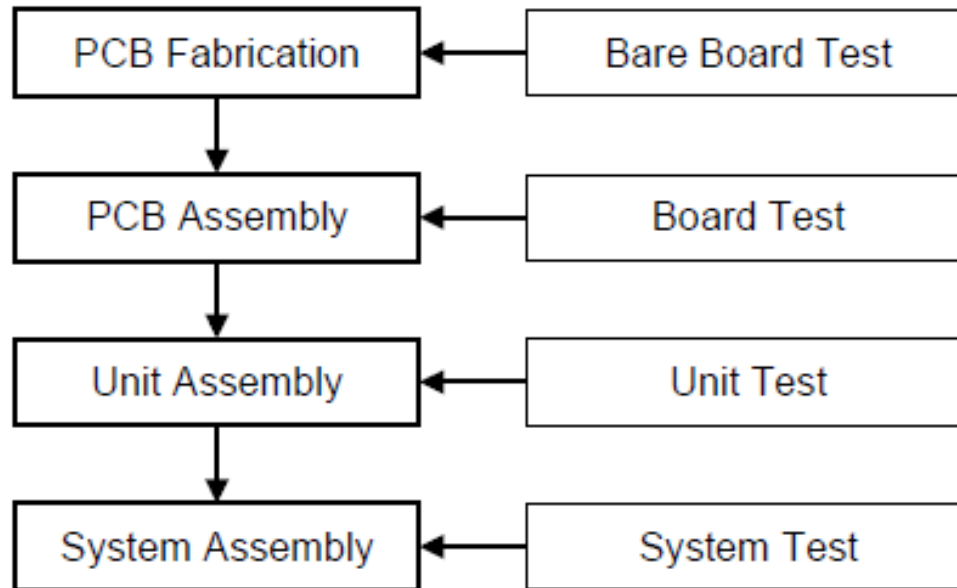 PCB Fabrication
Bare Board Test
PCB Assembly
Board Test
Unit Assembly
Unit Test
System Assembly
System Test